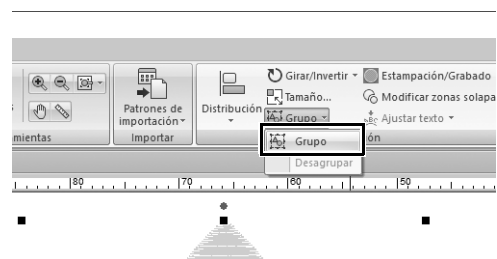 Girar/Invertir
Estampación/Grabado
Tamaño...
Modificar zonas solapa
Patrones de
importación
Distribución
Grupo
Ajustar texto
mientas
Importar
ón
Grupo
Desagrupar
80
70
60
50